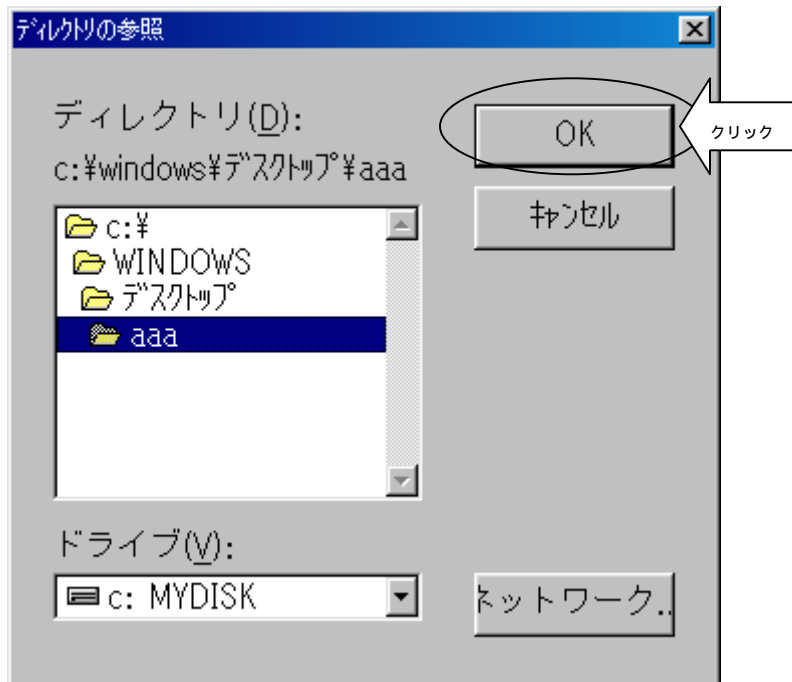 ﾃﾞｨﾚｸﾄﾘの参照
ディレクトリ(D):
c:¥windows¥ﾃﾞｽｸﾄｯﾌﾟ¥aaa
OK
クリック
ｷｬﾝｾﾙ
c:¥
WINDOWS
ﾃﾞｽｸﾄｯﾌﾟ
aaa
ドライブ(V):
c: MYDISK
ネットワーク..